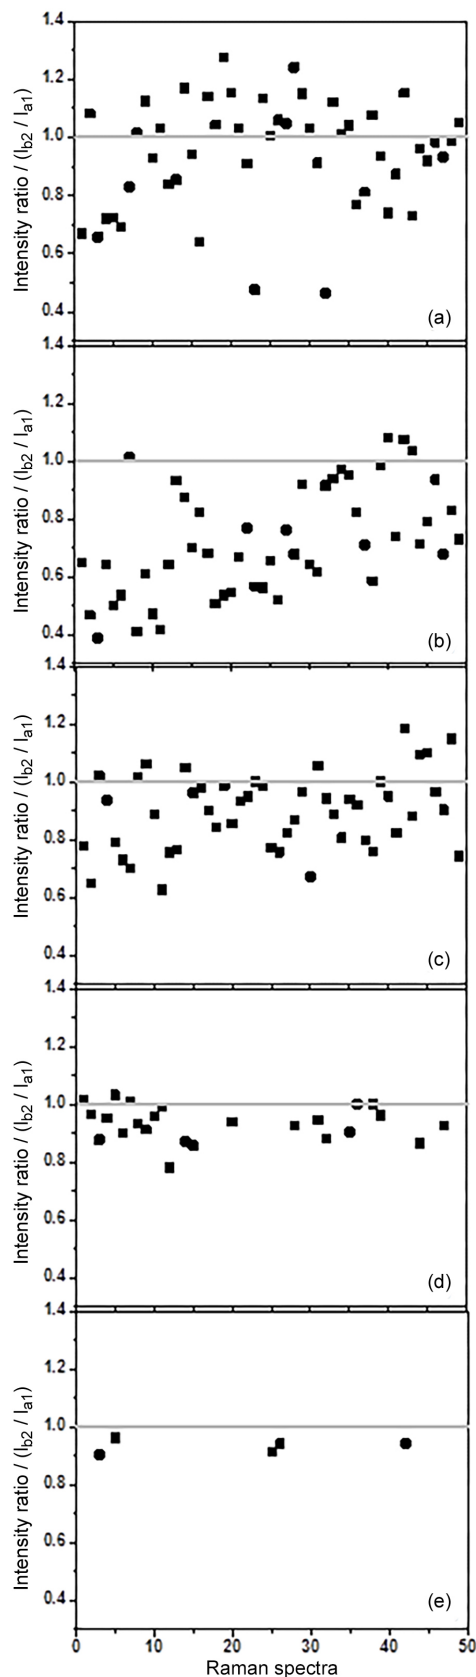 1.4
1.2
1.0
0.8
0.6
0.4
Intensity ratio / (Ib2 / Ia1)
(a)
1.4
1.2
1.0
0.8
0.6
0.4
Intensity ratio / (Ib2 / Ia1)
(b)
1.4
1.2
1.0
0.8
0.6
0.4
Intensity ratio / (Ib2 / Ia1)
(c)
1.4
1.2
1.0
0.8
0.6
0.4
Intensity ratio / (Ib2 / Ia1)
(d)
1.4
1.2
1.0
0.8
0.6
0.4
Intensity ratio / (Ib2 / Ia1)
(e)
0 10 20 30 40 50
Raman spectra